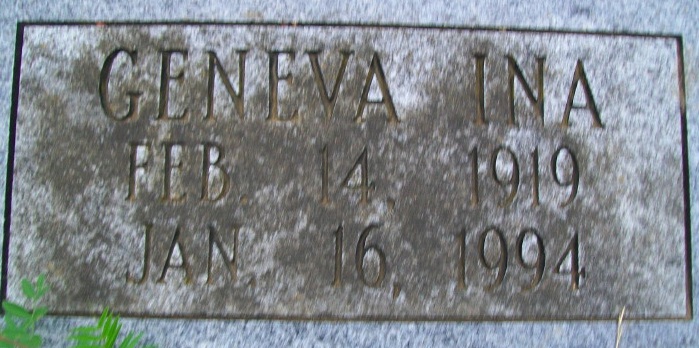 GENEVA INA
FEB. 14, 1919
JAN. 16, 1994